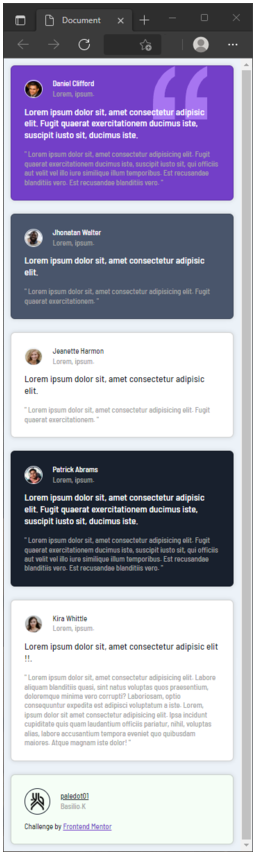 Document
Daniel Clifford
Lorem, ipsum.
Lorem ipsum dolor sit, amet consectetur adipisic
elit. Fugit quaerat exercitationem ducimus iste,
suscipit iusto sit, ducimus iste.
" Lorem ipsum dolor sit, amet consectetur adipisicing elit. Fugit
quaerat exercitationem ducimus iste, suscipit iusto sit, qui officiis
aut velit vel illo iure similique illum temporibus. Est recusandae
blanditiis vero. Est recusandae blanditiis vero. "
Jhonatan Walter
Lorem, ipsum.
Lorem ipsum dolor sit, amet consectetur adipisic
elit.
" Lorem ipsum dolor sit, amet consectetur adipisicing elit. Fugit
quaerat exercitationem. "
Jeanette Harmon
Lorem, ipsum.
Lorem ipsum dolor sit, amet consectetur adipisic
elit.
" Lorem ipsum dolor sit, amet consectetur adipisicing elit. Fugit
quaerat exercitationem. "
Patrick Abrams
Lorem, ipsum.
Lorem ipsum dolor sit, amet consectetur adipisic
elit. Fugit quaerat exercitationem ducimus iste,
suscipit iusto sit, ducimus iste.
" Lorem ipsum dolor sit, amet consectetur adipisicing elit. Fugit
quaerat exercitationem ducimus iste, suscipit iusto sit, qui officiis
aut velit vel illo iure similique illum temporibus. Est recusandae
blanditiis vero. Est recusandae blanditiis vero. "
Kira Whittle
Lorem, ipsum.
Lorem ipsum dolor sit, amet consectetur adipisic elit
!!.
" Lorem ipsum dolor sit, amet consectetur adipisicing elit. Labore
aliquam blanditiis quasi, sint natus voluptas quos praesentium,
doloremque minima vero corrupti? Laboriosam, optio
consequuntur expedita est adipisci voluptatum a iste. Lorem,
ipsum dolor sit amet consectetur adipisicing elit. Ipsa incidunt
cupiditate quis quam laudantium officiis pariatur, nihil, voluptas
alias, labore accusantium tempora eveniet quo quibusdam
maiores. Atque magnam iste dolor! "
paledot01
Basilio.K
Challenge by Frontend Mentor